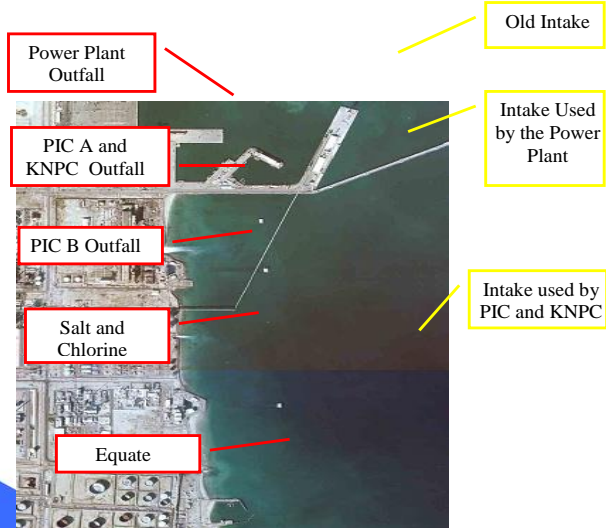 Old Intake
Power Plant
Outfall
Intake Used
by the Power
Plant
PIC A and
KNPC Outfall
PIC B Outfall
Intake used by
PIC and KNPC
Salt and
Chlorine
Equate